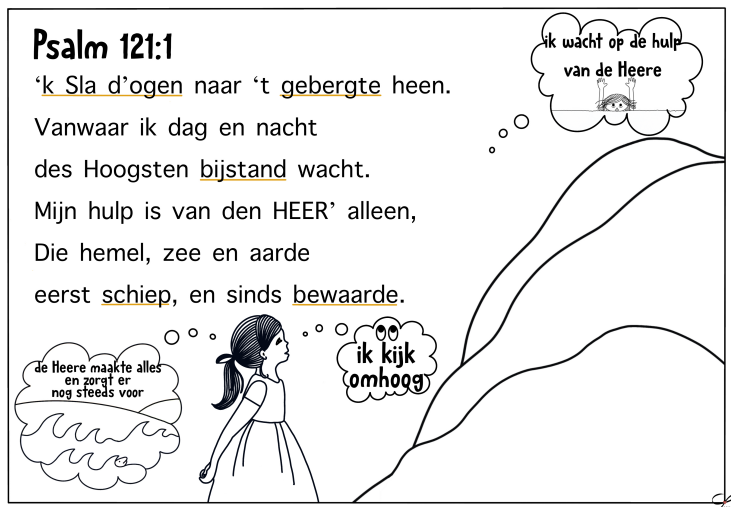 Psalm 121:1
‘k Sla d’ogen naar ‘t gebergte heen.
Vanwaar ik dag en nacht
des Hoogsten bijstand wacht.
Mijn hulp is van den HEER’ alleen,
Die hemel, zee en aarde
eerst schiep, en sinds bewaarde.
ik wacht op de hulp
van de Heere
de Heere maakte alles
en zorgt er
nog steeds voor
ik kijk
omhoog